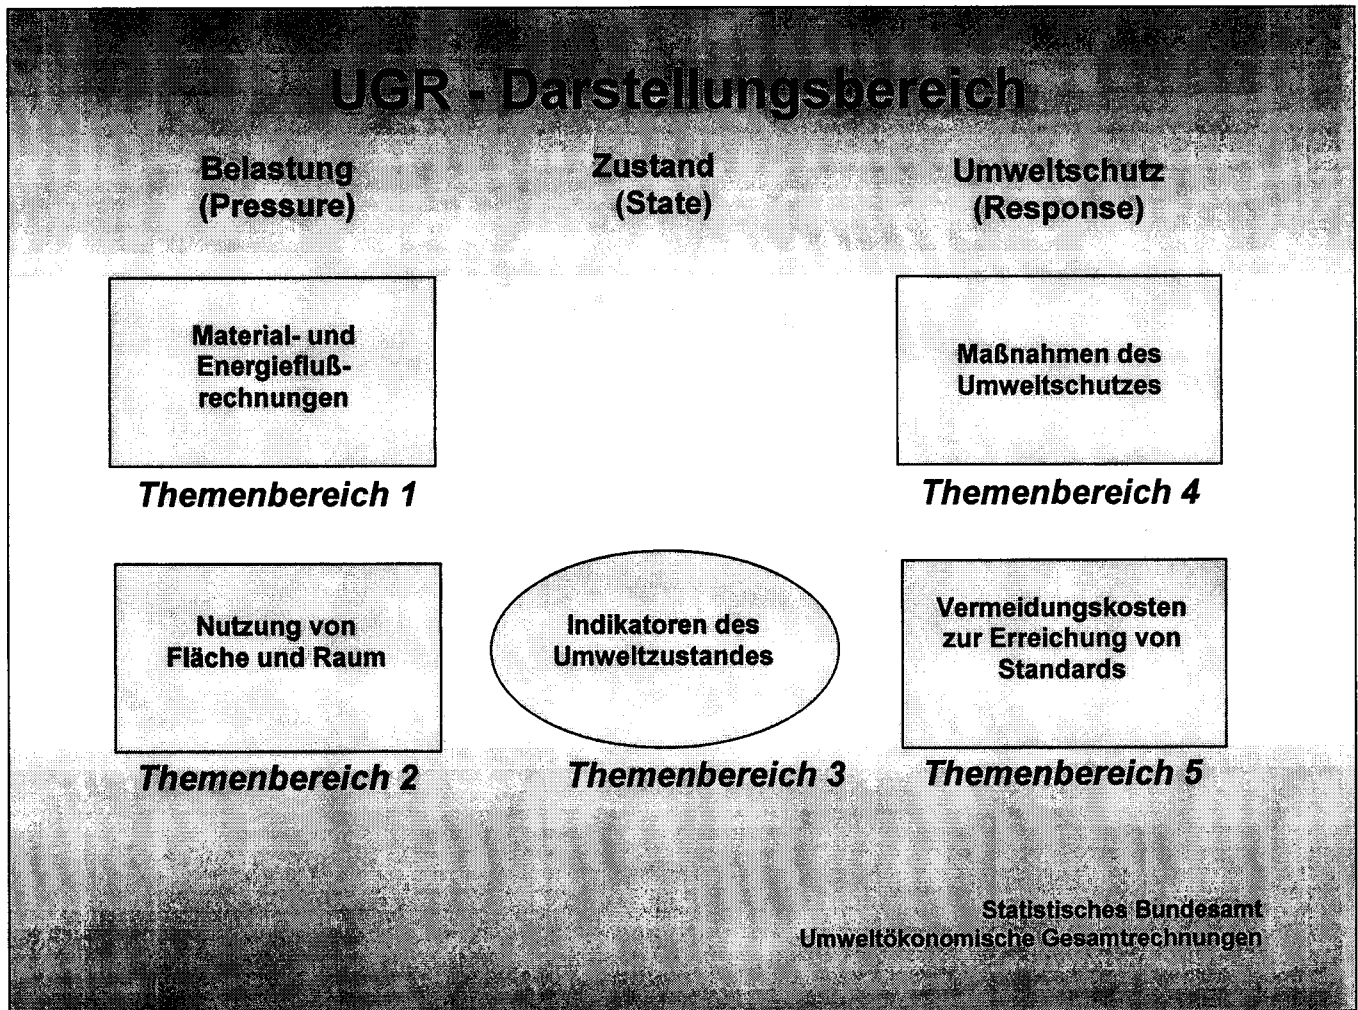 UGR - Darstellungsbereich
Belastung
(Pressure)
Zustand
(State)
Umweltschutz
(Response)
Material- und
Energiefluß-
rechnungen
Themenbereich 1
Maßnahmen des
Umweltschutzes
Themenbereich 4
Nutzung von
Fläche und Raum
Themenbereich 2
Indikatoren des
Umweltzustandes
Themenbereich 3
Vermeidungskosten
zur Erreichung von
Standards
Themenbereich 5
Statistisches Bundesamt
Umweltökonomische Gesamtrechnungen